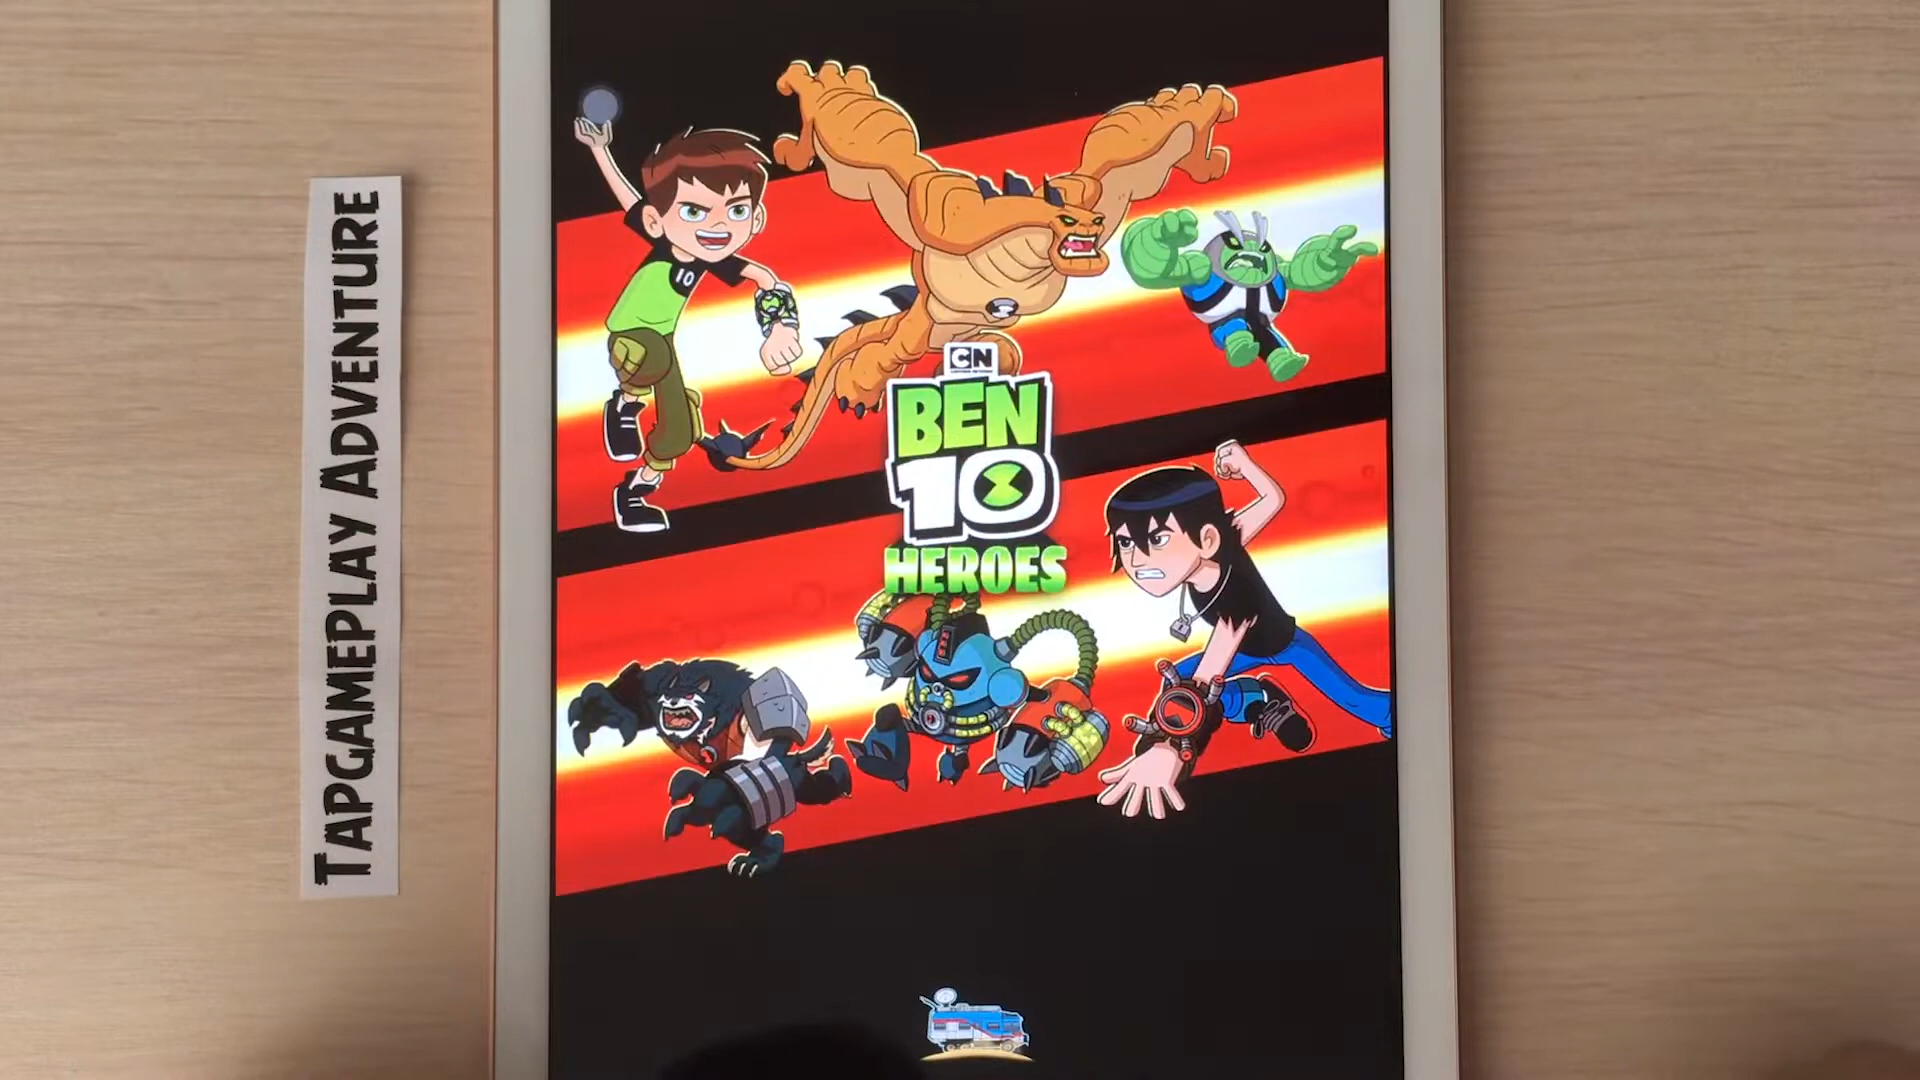 TAPGAMEPLAY ADVENTURE
10
CN
BEN
10
HEROES